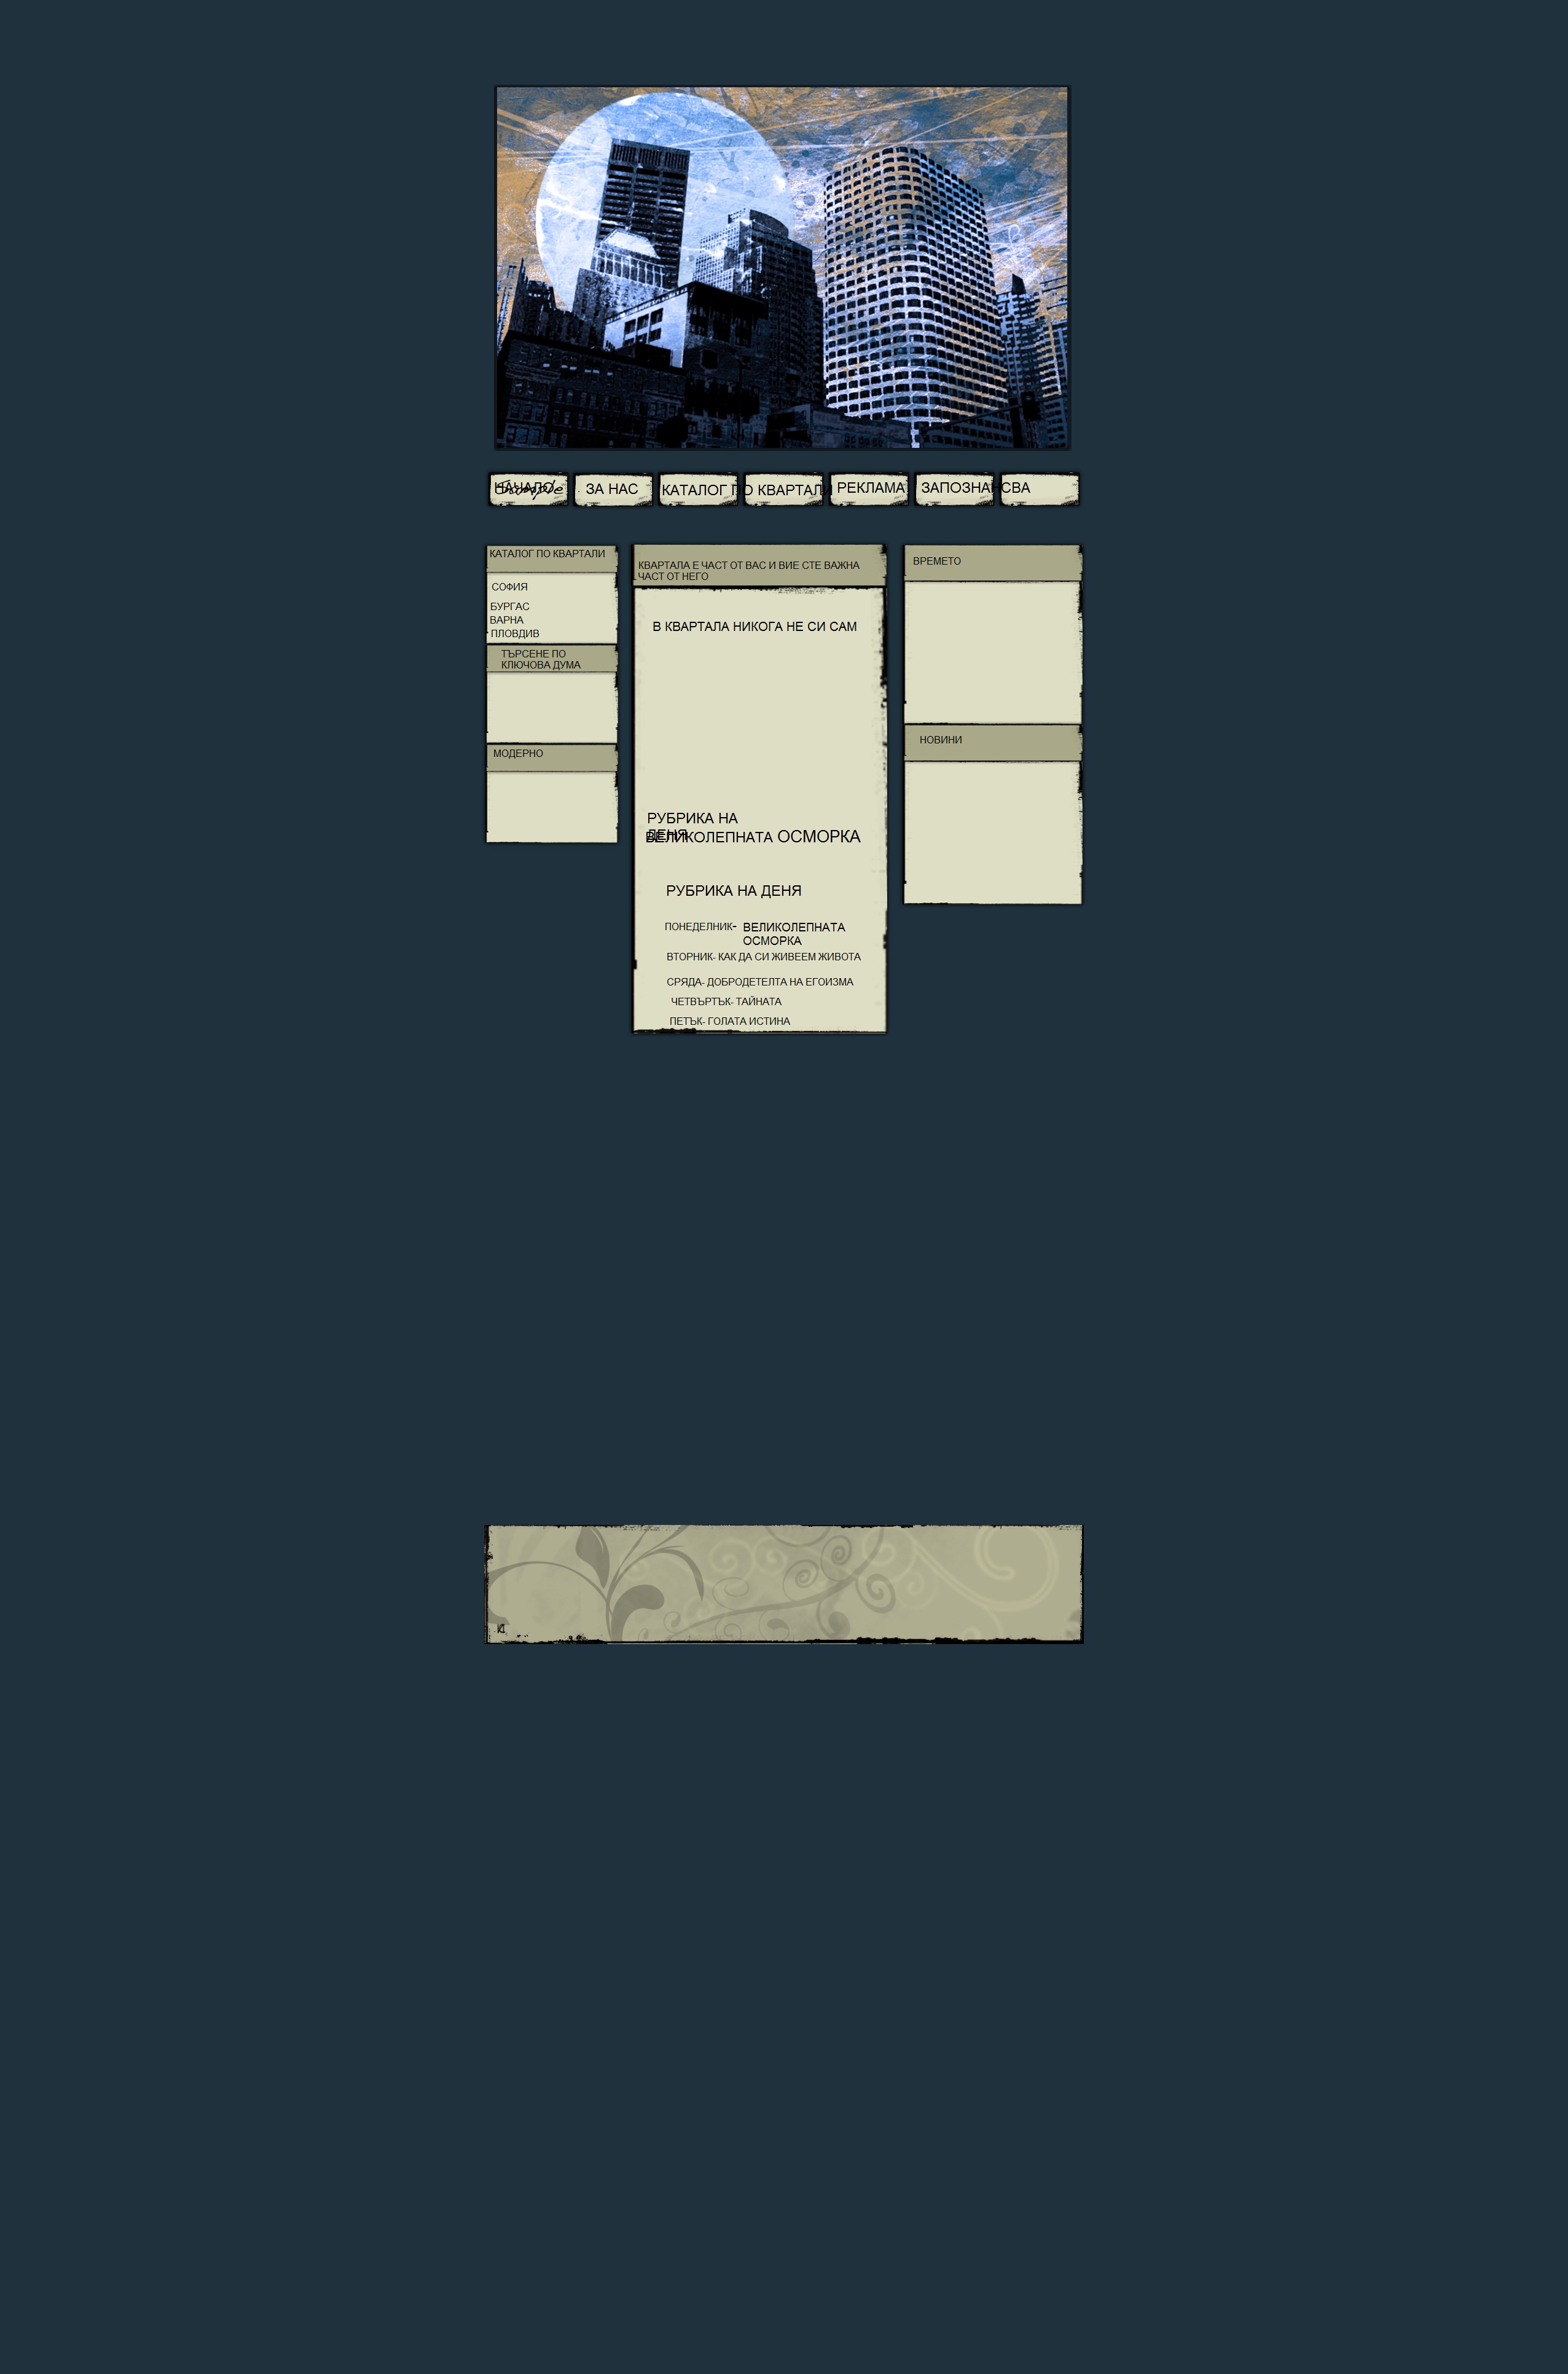 НАЧАЛО
Example
ЗА НАС
КАТАЛОГ ПО КВАРТАЛИ
РЕКЛАМА
ЗАПОЗНАНСВА
КАТАЛОГ ПО КВАРТАЛИ
СОФИЯ
БУРГАС
ВАРНА
ПЛОВДИВ
ТЪРСЕНЕ ПО
КЛЮЧОВА ДУМА
МОДЕРНО
КВАРТАЛА Е ЧАСТ ОТ ВАС И ВИЕ СТЕ ВАЖНА
ЧАСТ ОТ НЕГО
В КВАРТАЛА НИКОГА НЕ СИ САМ
РУБРИКА НА
ДЕНЯ
ВЕЛИКОЛЕПНАТА ОСМОРКА
РУБРИКА НА ДЕНЯ
ПОНЕДЕЛНИК- ВЕЛИКОЛЕПНАТА
ОСМОРКА
ВТОРНИК- КАК ДА СИ ЖИВЕЕМ ЖИВОТА
СРЯДА- ДОБРОДЕТЕЛТА НА ЕГОИЗМА
ЧЕТВЪРТЪК- ТАЙНАТА
ПЕТЪК- ГОЛАТА ИСТИНА
ВРЕМЕТО
НОВИНИ